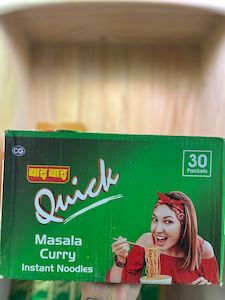 CG
वाइ वाइ
30
Packets
Quick
Masala
Curry
Instant Noodles